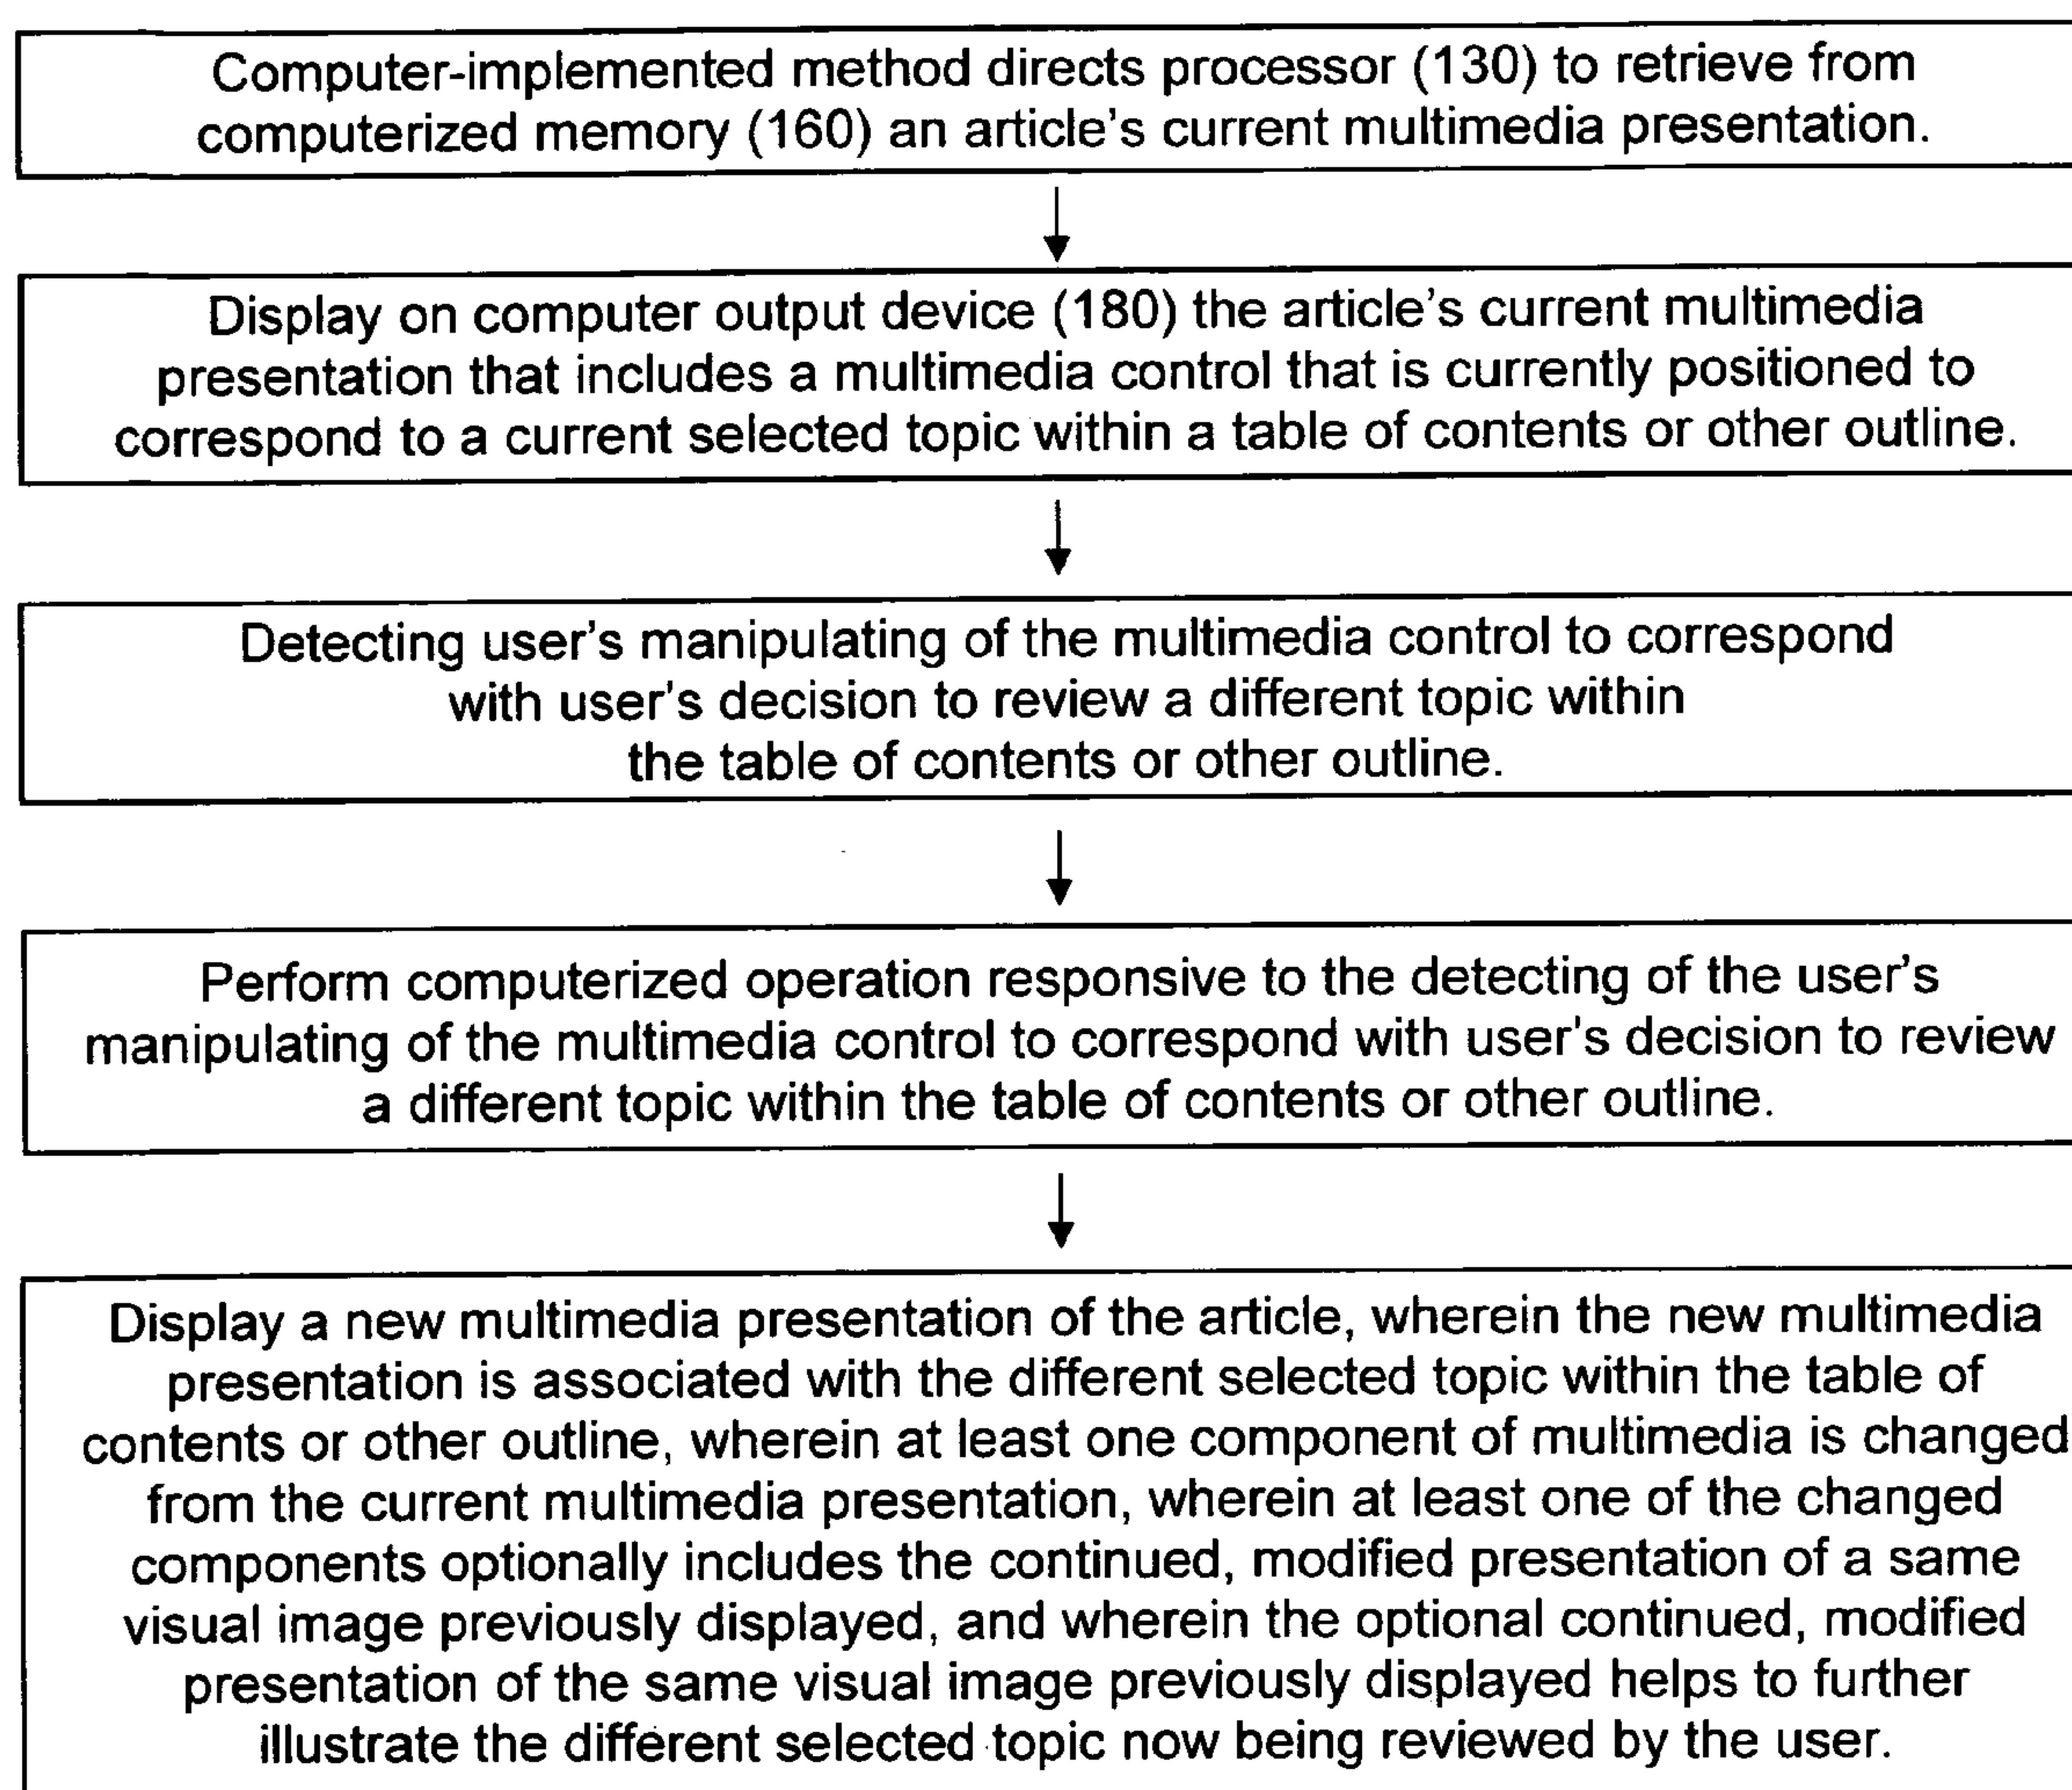 Computer-implemented method directs processor (130) to retrieve from
computerized memory (160) an article's current multimedia presentation.
Display on computer output device (180) the article's current multimedia
presentation that includes a multimedia control that is currently positioned to
correspond to a current selected topic within a table of contents or other outline.
Detecting user's manipulating of the multimedia control to correspond
with user's decision to review a different topic within
the table of contents or other outline.
Perform computerized operation responsive to the detecting of the user's
manipulating of the multimedia control to correspond with user's decision to review
a different topic within the table of contents or other outline.
Display a new multimedia presentation of the article, wherein the new multimedia
presentation is associated with the different selected topic within the table of
contents or other outline, wherein at least one component of multimedia is changed
from the current multimedia presentation, wherein at least one of the changed
components optionally includes the continued, modified presentation of a same
visual image previously displayed, and wherein the optional continued, modified
presentation of the same visual image previously displayed helps to further
illustrate the different selected topic now being reviewed by the user.